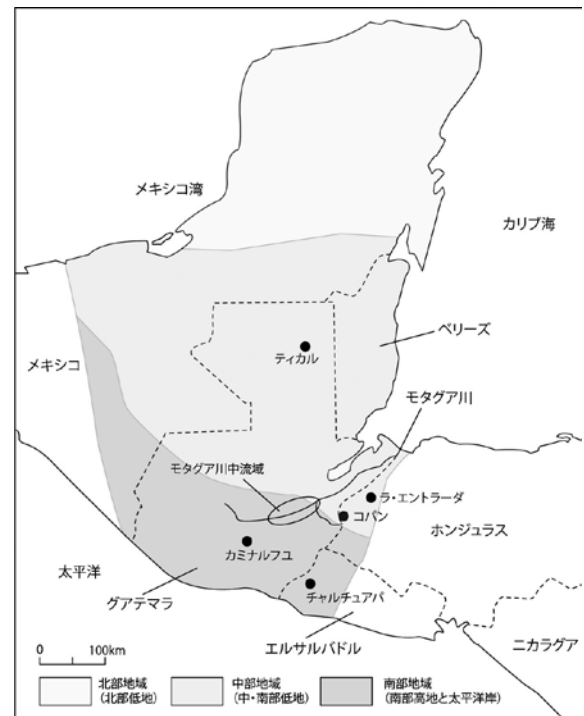 メキシコ湾
カリブ海
ベリーズ
ティカル
メキシコ
モタグア川
モタグア川中流域
ラ・エントラーダ
コパン
ホンジュラス
カミナルフユ
太平洋
チャルチュアパ
グアテマラ
エルサルバドル
ニカラグア
0 100km
北部地域
(北部低地)
中部地域
(中・南部低地)
南部地域
(南部高地と太平洋岸)